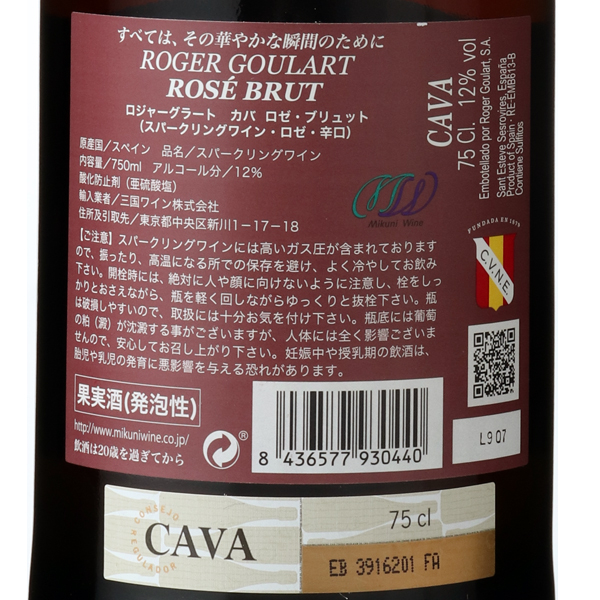 すべては、その華やかな瞬間のために
ROGER GOULART
ROSÉ BRUT
ロジャーグラート カバ ロゼ・ブリュット
（スパークリングワイン・ロゼ・辛口）
原産国／スペイン 品名／スパークリングワイン
内容量／750ml アルコール分／12%
酸化防止剤（亜硫酸塩）
輸入業者／三国ワイン株式会社
住所及引取先／東京都中央区新川1-17-18
Mikuni Wine
【ご注意】スパークリングワインには高いガス圧が含まれております
ので、振ったり、高温になる所での保存を避け、よく冷やしてお飲み
下さい。開栓時には、絶対に人や顔に向けないように注意し、栓をしっ
かりとおさえながら、瓶を軽く回しながらゆっくりと抜栓下さい。瓶
は破損しやすいので、取扱には十分お気を付け下さい。瓶底には葡萄
の粕（澱）が沈澱する事がございますが、人体には全く影響ございま
せんので、安心してお召し上がり下さい。妊娠中や授乳期の飲酒は、
胎児や乳児の発育に悪影響を与える恐れがあります。
果実酒（発泡性）
http://www.mikuniwine.co.jp/
飲酒は20歳を過ぎてから
®
8 436577 930440
CAVA
75 Cl. 12% vol
Embotellado por Roger Goulart, S.A.
Sant Esteve Sesrovires, España
Product of Spain · RE-EMB613-B
Contiene Sulfitos
FUNDADA EN 1879
C.V.N.E.
L9 07
CONSEJO
REGULADOR
CAVA
75 cl
EB 3916201 FA